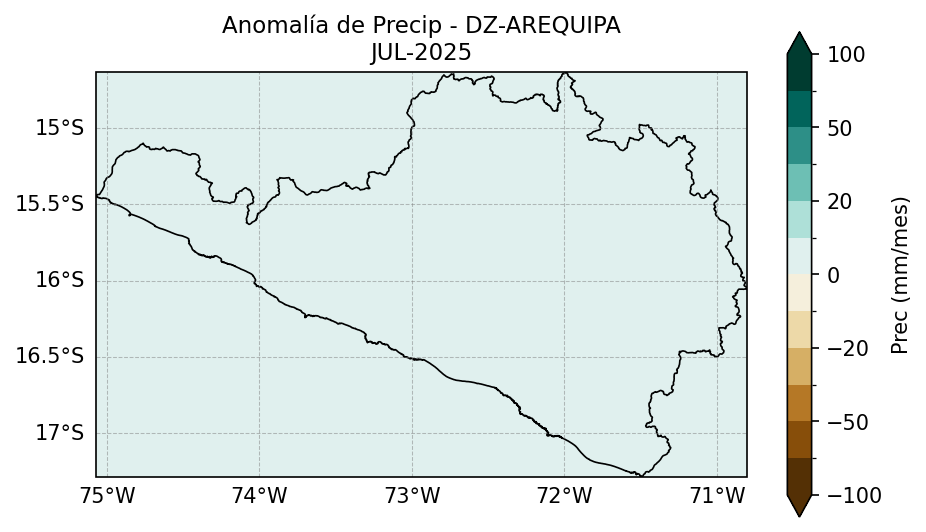 Anomalía de Precip - DZ-AREQUIPA
JUL-2025
15°S
15.5°S
16°S
16.5°S
17°S
75°W
74°W
73°W
72°W
71°W
100
50
20
0
−20
−50
−100
Prec (mm/mes)